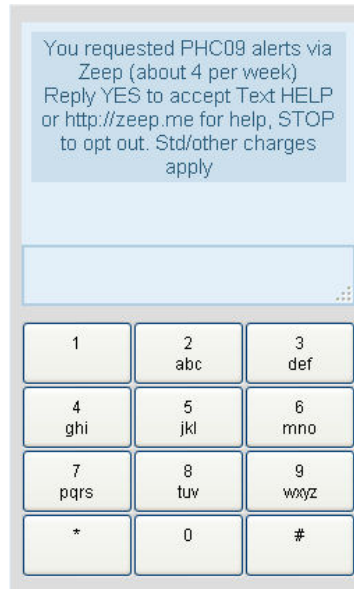 You requested PHC09 alerts via
Zeep (about 4 per week)
Reply YES to accept Text HELP
or http://zeep.me for help, STOP
to opt out. Std/other charges
apply
1 2 3
abc def
4 5 6
ghi jkl mno
7 8 9
pqrs tuv wxyz
* 0 #